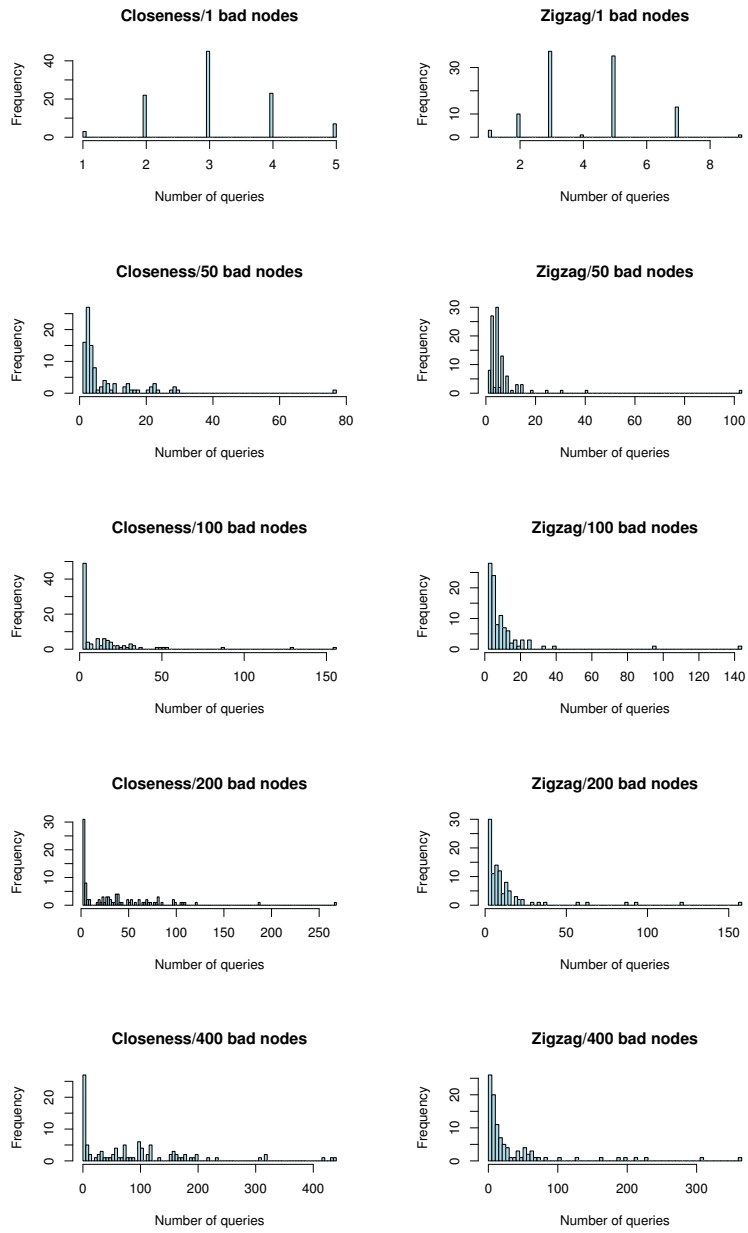 Closeness/1 bad nodes
Frequency
0 20 40
1 2 3 4 5
Number of queries
Zigzag/1 bad nodes
Frequency
0 10 30
2 4 6 8
Number of queries
Closeness/50 bad nodes
Frequency
0 10 20
0 20 40 60 80
Number of queries
Zigzag/50 bad nodes
Frequency
0 10 20 30
0 20 40 60 80 100
Number of queries
Closeness/100 bad nodes
Frequency
0 20 40
0 50 100 150
Number of queries
Zigzag/100 bad nodes
Frequency
0 10 20
0 20 40 60 80 100 120 140
Number of queries
Closeness/200 bad nodes
Frequency
0 10 20 30
0 50 100 150 200 250
Number of queries
Zigzag/200 bad nodes
Frequency
0 10 20 30
0 50 100 150
Number of queries
Closeness/400 bad nodes
Frequency
0 10 20
0 100 200 300 400
Number of queries
Zigzag/400 bad nodes
Frequency
0 10 20
0 100 200 300
Number of queries